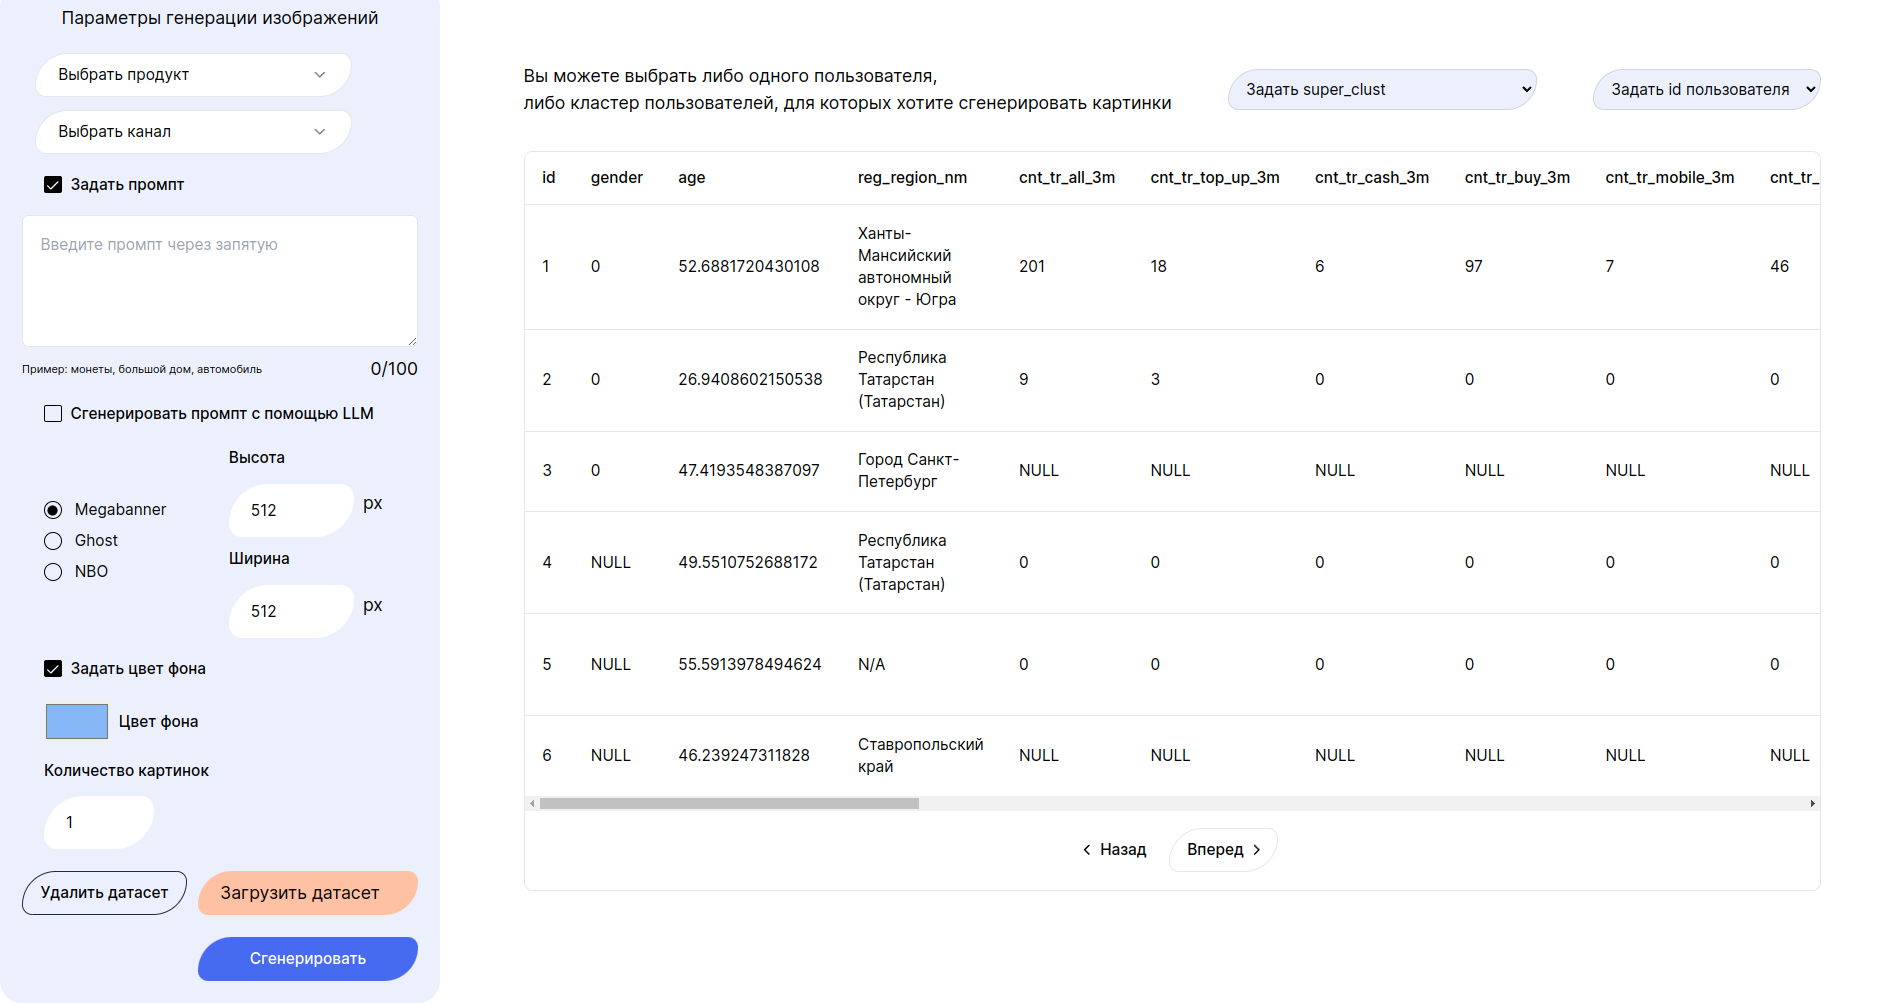 Параметры генерации изображений
Выбрать продукт
Выбрать канал
Задать промпт
Введите промпт через запятую
Пример: монеты, большой дом, автомобиль
0/100
Сгенерировать промпт с помощью LLM
Высота
Megabanner
512
px
Ghost
Ширина
NBO
512
px
Задать цвет фона
Цвет фона
Количество картинок
1
Удалить датасет
Загрузить датасет
Сгенерировать
Вы можете выбрать либо одного пользователя,
либо кластер пользователей, для которых хотите сгенерировать картинки
Задать super_clust
Задать id пользователя
id gender age reg_region_nm cnt_tr_all_3m cnt_tr_top_up_3m cnt_tr_cash_3m cnt_tr_buy_3m cnt_tr_mobile_3m cnt_tr_
Ханты-
Мансийский
автономный
округ - Югра
1 0 52.6881720430108 201 18 6 97 7 46
Республика
Татарстан
(Татарстан)
2 0 26.9408602150538 9 3 0 0 0 0
Город Санкт-
Петербург
3 0 47.4193548387097 NULL NULL NULL NULL NULL NULL
Республика
Татарстан
(Татарстан)
4 NULL 49.5510752688172 0 0 0 0 0 0
5 NULL 55.5913978494624 N/A 0 0 0 0 0 0
Ставропольский
край
6 NULL 46.239247311828 NULL NULL NULL NULL NULL NULL
Назад
Вперед